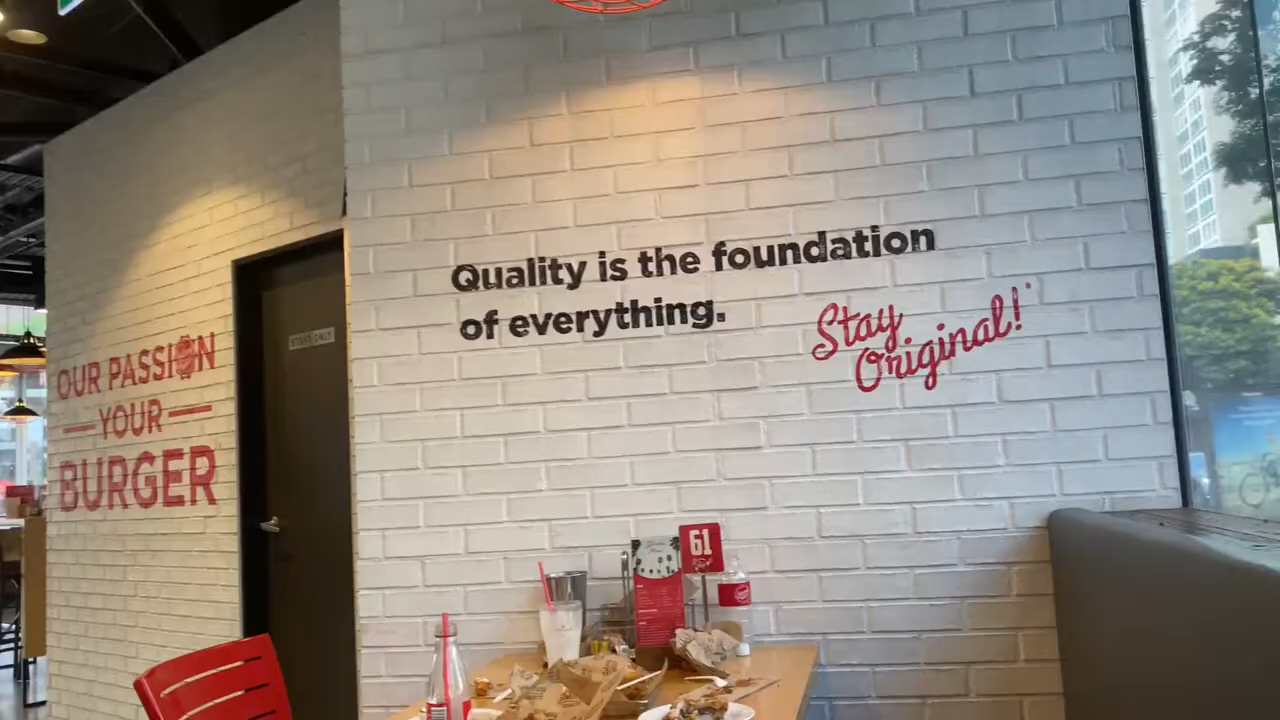 OUR PASSION
YOUR
BURGER
STAFF ONLY
Quality is the foundation
of everything.
Stay
Original!
61